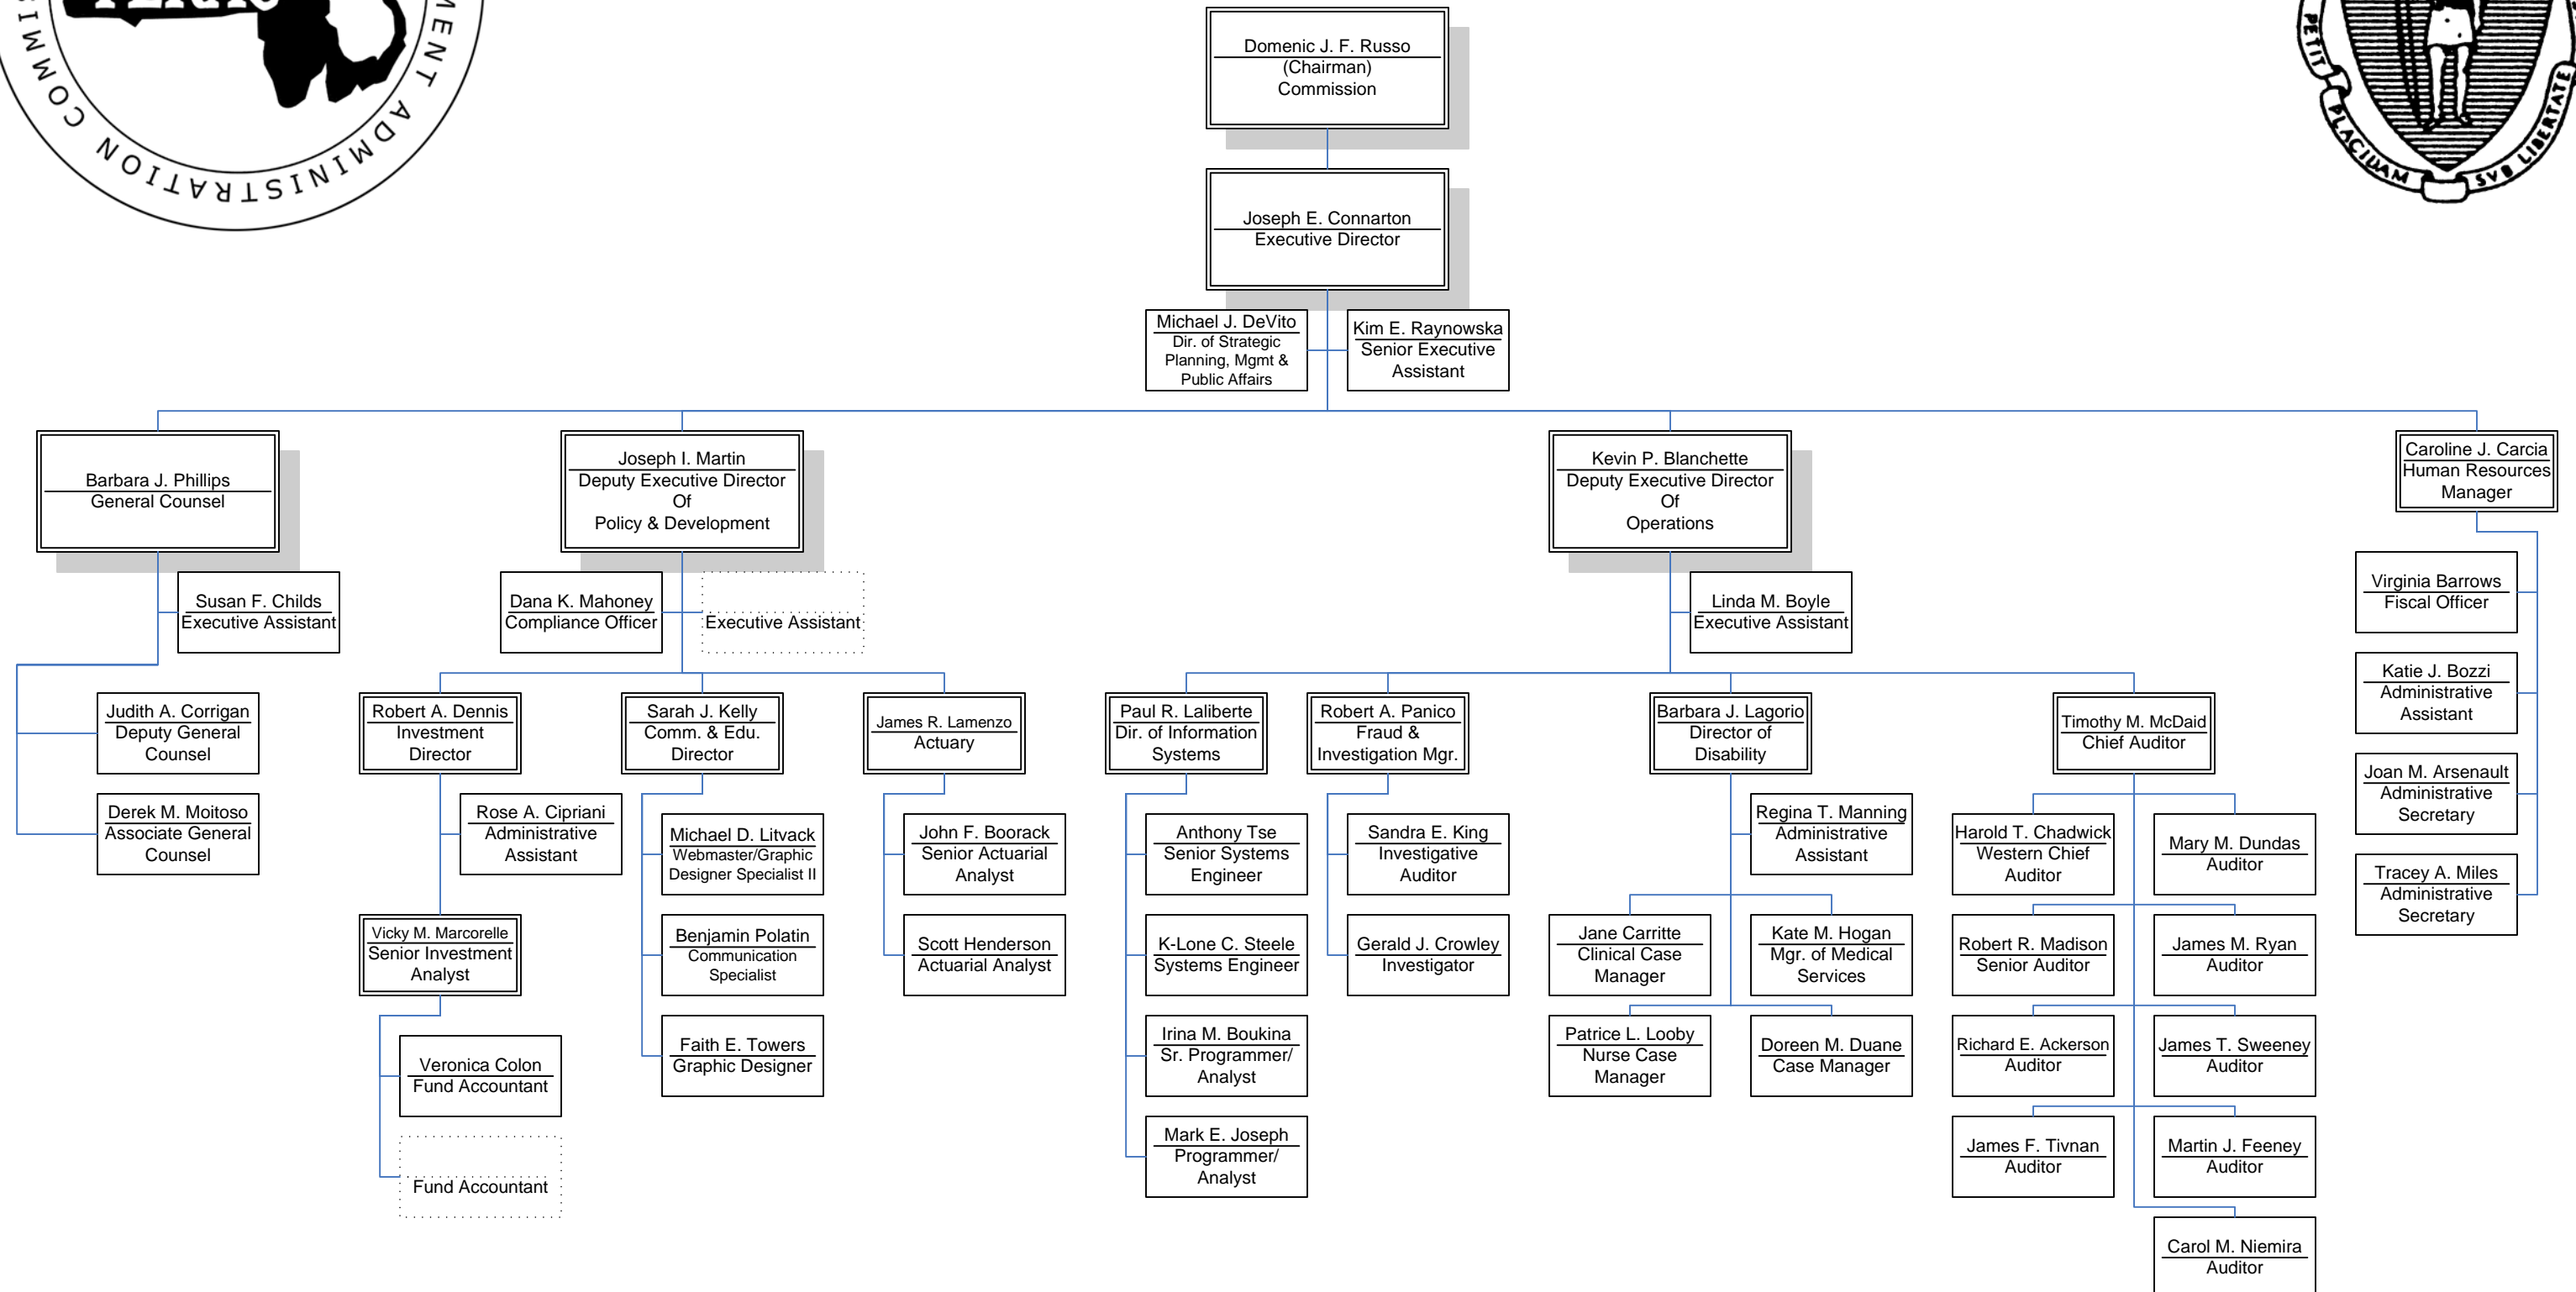 MENT ADMINISTRATION COMMI
PETIT PLACIDAM SVB LIBERTATE
Domenic J. F. Russo
(Chairman)
Commission
Joseph E. Connarton
Executive Director
Michael J. DeVito
Dir. of Strategic
Planning, Mgmt &
Public Affairs
Kim E. Raynowska
Senior Executive
Assistant
Barbara J. Phillips
General Counsel
Joseph I. Martin
Deputy Executive Director
Of
Policy & Development
Kevin P. Blanchette
Deputy Executive Director
Of
Operations
Caroline J. Carcia
Human Resources
Manager
Susan F. Childs
Executive Assistant
Dana K. Mahoney
Compliance Officer
Executive Assistant
Linda M. Boyle
Executive Assistant
Virginia Barrows
Fiscal Officer
Katie J. Bozzi
Administrative
Assistant
Joan M. Arsenault
Administrative
Secretary
Tracey A. Miles
Administrative
Secretary
Judith A. Corrigan
Deputy General
Counsel
Derek M. Moitoso
Associate General
Counsel
Robert A. Dennis
Investment
Director
Rose A. Cipriani
Administrative
Assistant
Vicky M. Marcorelle
Senior Investment
Analyst
Veronica Colon
Fund Accountant
Fund Accountant
Sarah J. Kelly
Comm. & Edu.
Director
Michael D. Litvack
Webmaster/Graphic
Designer Specialist II
Benjamin Polatin
Communication
Specialist
Faith E. Towers
Graphic Designer
James R. Lamenzo
Actuary
John F. Boorack
Senior Actuarial
Analyst
Scott Henderson
Actuarial Analyst
Paul R. Laliberte
Dir. of Information
Systems
Anthony Tse
Senior Systems
Engineer
K-Lone C. Steele
Systems Engineer
Irina M. Boukina
Sr. Programmer/
Analyst
Mark E. Joseph
Programmer/
Analyst
Robert A. Panico
Fraud &
Investigation Mgr.
Sandra E. King
Investigative
Auditor
Gerald J. Crowley
Investigator
Barbara J. Lagorio
Director of
Disability
Regina T. Manning
Administrative
Assistant
Jane Carritte
Clinical Case
Manager
Kate M. Hogan
Mgr. of Medical
Services
Patrice L. Looby
Nurse Case
Manager
Doreen M. Duane
Case Manager
Timothy M. McDaid
Chief Auditor
Harold T. Chadwick
Western Chief
Auditor
Mary M. Dundas
Auditor
Robert R. Madison
Senior Auditor
James M. Ryan
Auditor
Richard E. Ackerson
Auditor
James T. Sweeney
Auditor
James F. Tivnan
Auditor
Martin J. Feeney
Auditor
Carol M. Niemira
Auditor